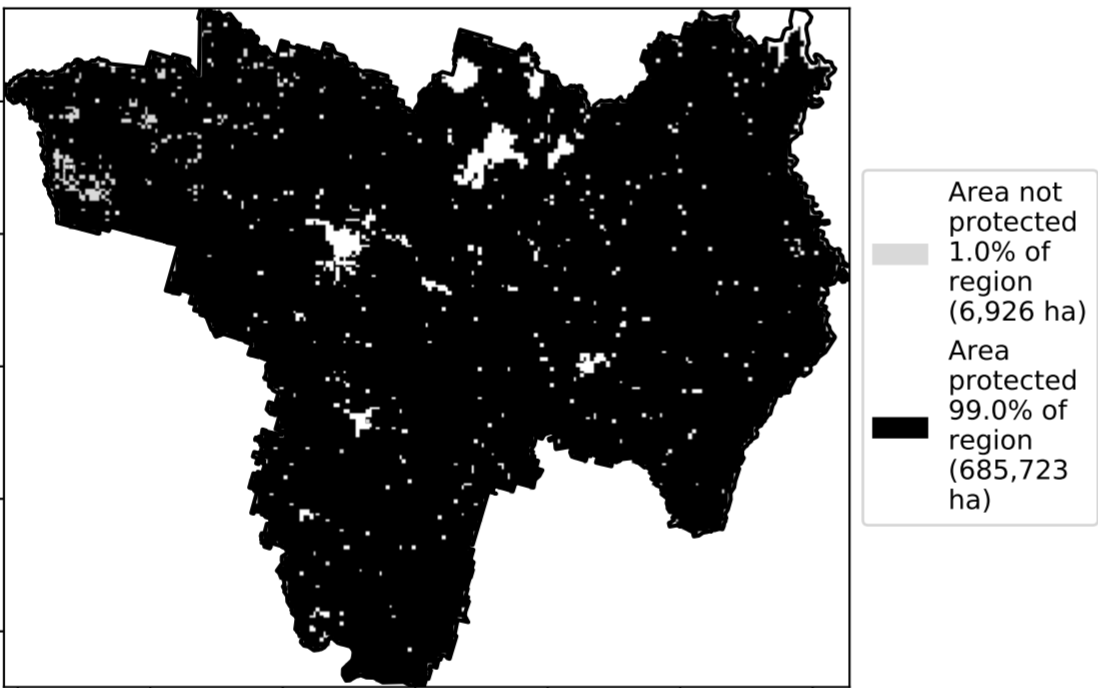 Area not
protected
1.0% of
region
(6,926 ha)
Area
protected
99.0% of
region
(685,723
ha)